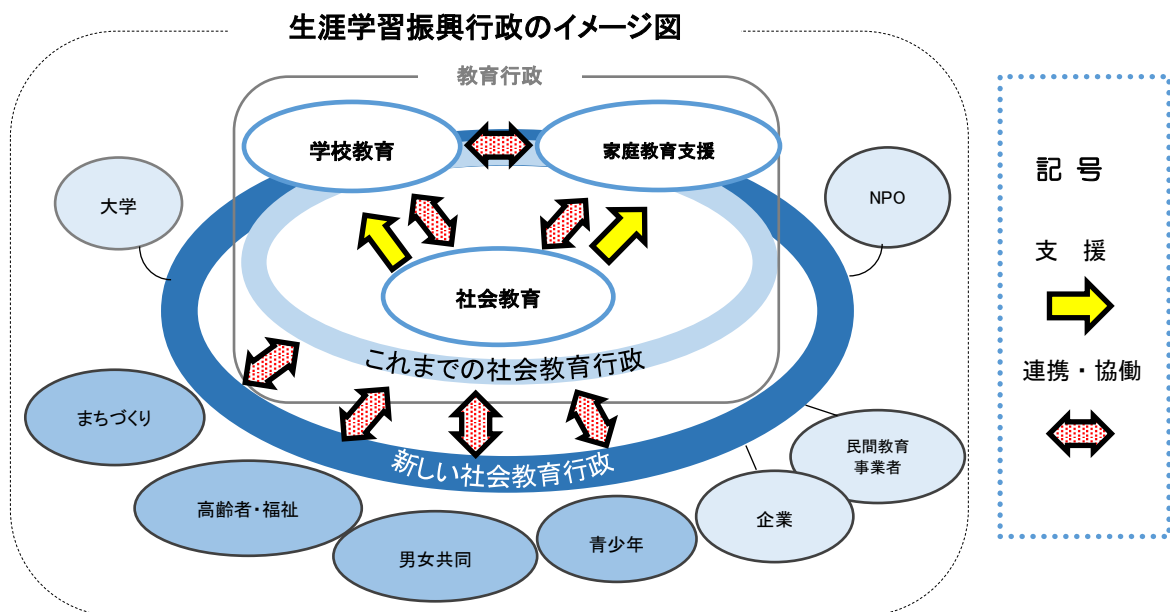 生涯学習振興行政のイメージ図
教育行政
学校教育
家庭教育支援
大学
NPO
社会教育
これまでの社会教育行政
新しい社会教育行政
まちづくり
高齢者・福祉
男女共同
青少年
企業
民間教育
事業者
記 号
支 援
連携・協働